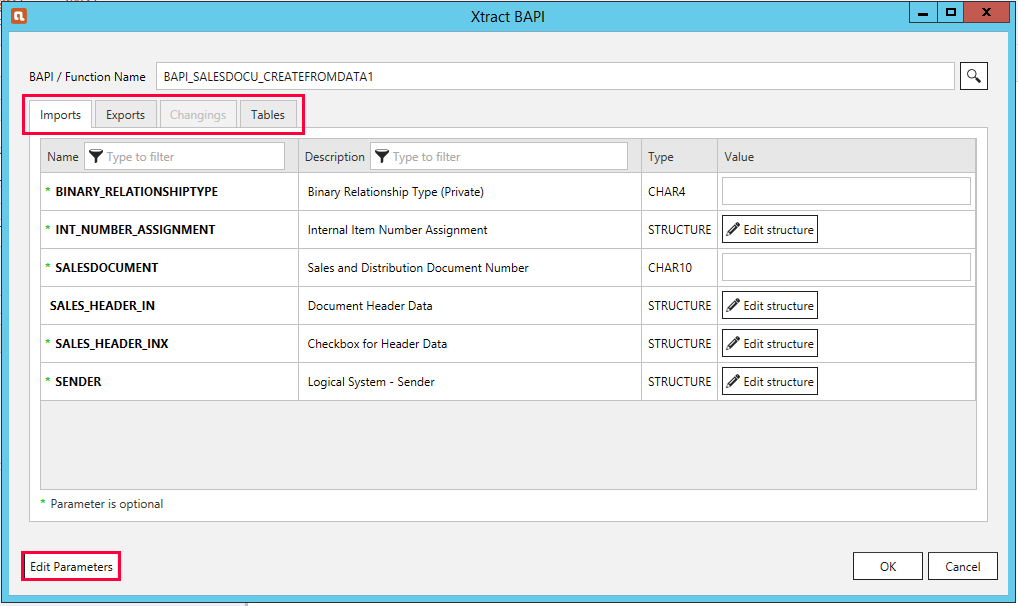 Xtract BAPI
BAPI / Function Name BAPI_SALESDOCU_CREATEFROMDATA1
Imports Exports Changings Tables
Name Type to filter Description Type to filter Type Value
* BINARY_RELATIONSHIPTYPE Binary Relationship Type (Private) CHAR4
* INT_NUMBER_ASSIGNMENT Internal Item Number Assignment STRUCTURE Edit structure
* SALESDOCUMENT Sales and Distribution Document Number CHAR10
SALES_HEADER_IN Document Header Data STRUCTURE Edit structure
* SALES_HEADER_INX Checkbox for Header Data STRUCTURE Edit structure
* SENDER Logical System - Sender STRUCTURE Edit structure
* Parameter is optional
Edit Parameters OK Cancel